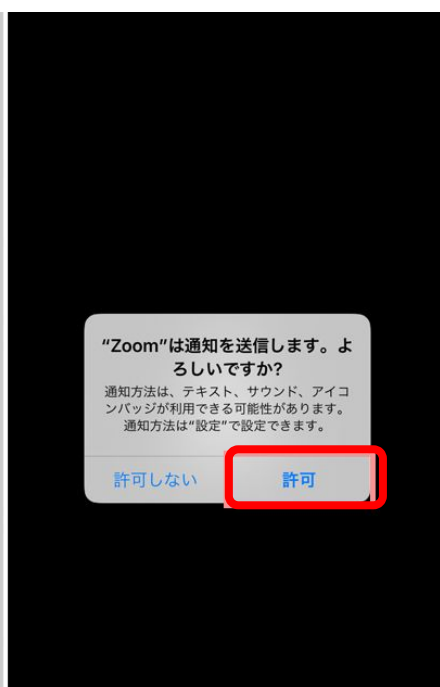 “Zoom”は通知を送信します。よ
ろしいですか?
通知方法は、テキスト、サウンド、アイコ
ンバッジが利用できる可能性があります。
通知方法は“設定”で設定できます。
許可しない
許可